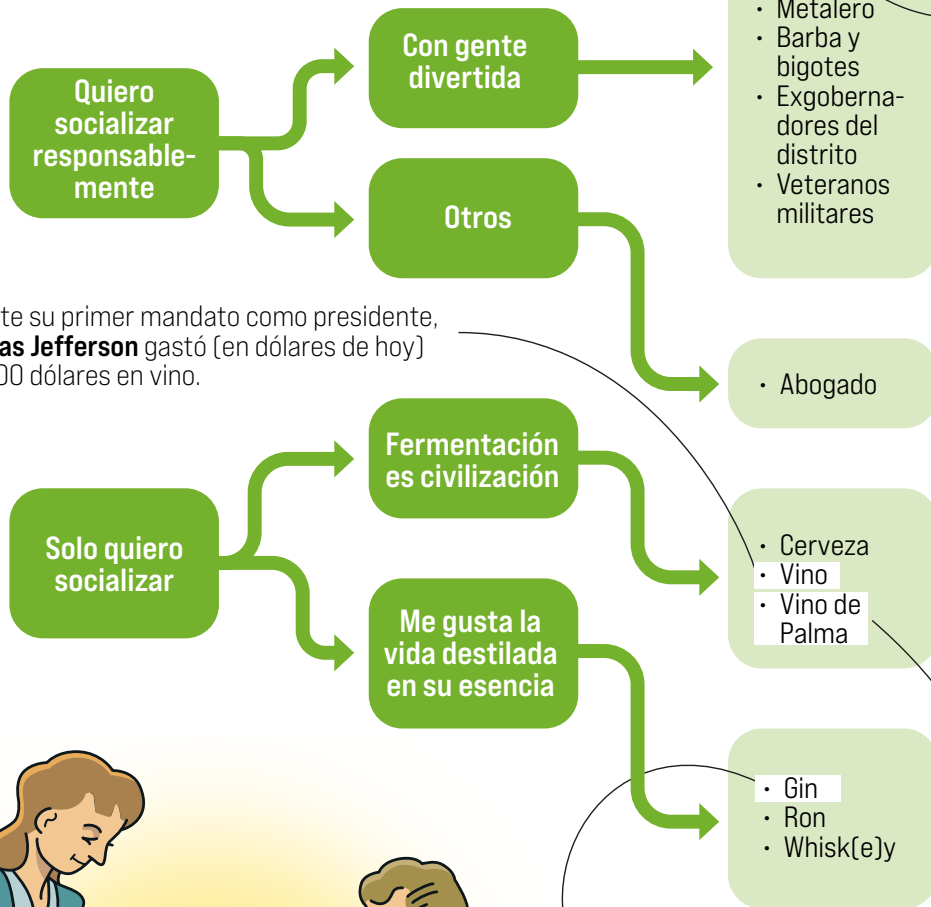 · Metalero
· Barba y
bigotes
· Exgoberna-
dores del
distrito
· Veteranos
militares
Con gente
divertida
Quiero
socializar
responsable-
mente
Otros
te su primer mandato como presidente,
as Jefferson gastó (en dólares de hoy)
00 dólares en vino.
· Abogado
Fermentación
es civilización
Solo quiero
socializar
· Cerveza
· Vino
· Vino de
Palma
Me gusta la
vida destilada
en su esencia
· Gin
· Ron
· Whisk(e)y